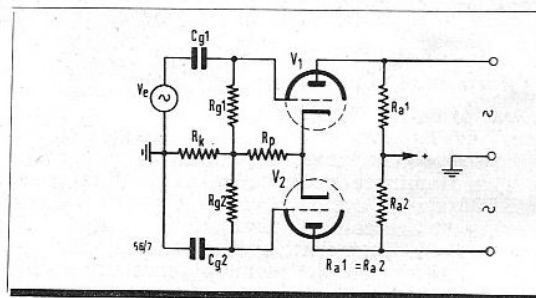 Cg1
V1
Ve
Rg1
Ra1
~
Rk
Rp
V2
Rg2
Ra2
~
56/7
Cg2
Ra1 = Ra2